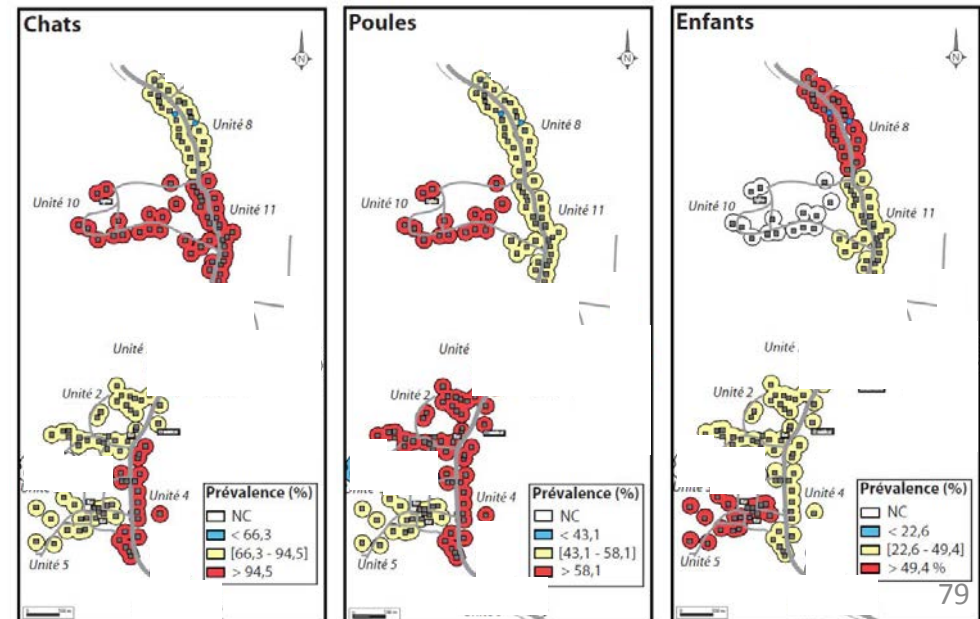 Chats
N
Unité 8
Unité 10
Unité 11
Unité
Unité 2
Unité 4
Unité 5
Prévalence (%)
NC
< 66,3
[66,3 - 94,5]
> 94,5
Poules
N
Unité 8
Unité 10
Unité 11
Unité
Unité 2
Unité 4
Unité 5
Prévalence (%)
NC
< 43,1
[43,1 - 58,1]
> 58,1
Enfants
N
Unité 8
Unité 10
Unité 11
Unité
Unité 2
Unité 4
Unité 5
Prévalence (%)
NC
< 22,6
[22,6 - 49,4]
> 49,4 %
79